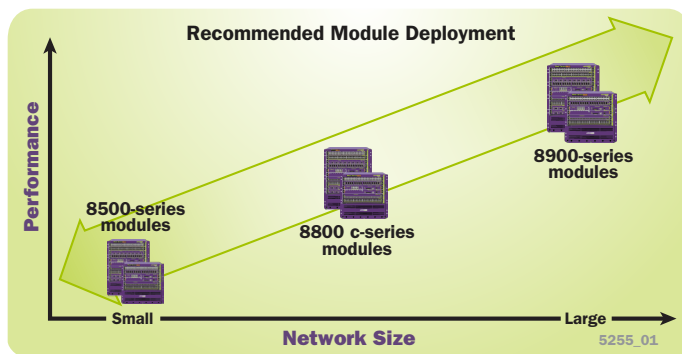 Recommended Module Deployment
Performance
8500-series
modules
8800 c-series
modules
8900-series
modules
Small
Large
Network Size
5255_01